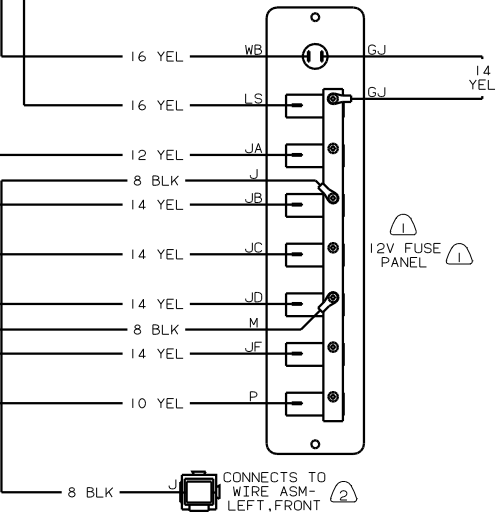 16 YEL WB GJ
14
YEL
16 YEL LS GJ
12 YEL JA
8 BLK J
14 YEL JB
1
14 YEL JC 12V FUSE
PANEL 1
14 YEL JD
8 BLK M
14 YEL JF
10 YEL P
8 BLK J
CONNECTS TO
WIRE ASM-
LEFT,FRONT
2